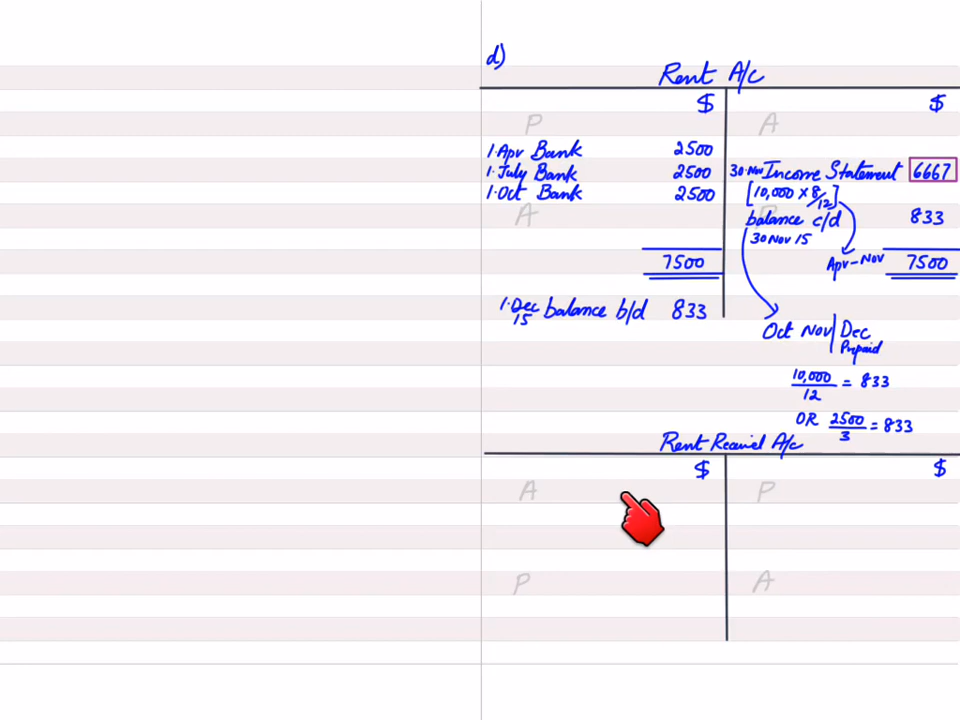 d)
Rent A/c
$ $
P A
1·Apr Bank 2500
1·July Bank 2500 30 Nov Income Statement 6667
1·Oct Bank 2500 [10,000 × 8/12]
A P
balance c/d 833
30 Nov 15
7500 Apr–Nov 7500
1·Dec 15 balance b/d 833
Oct Nov | Dec
Prepaid
10,000/12 = 833
OR 2500/3 = 833
Rent Received A/c
$ $
A P
P A